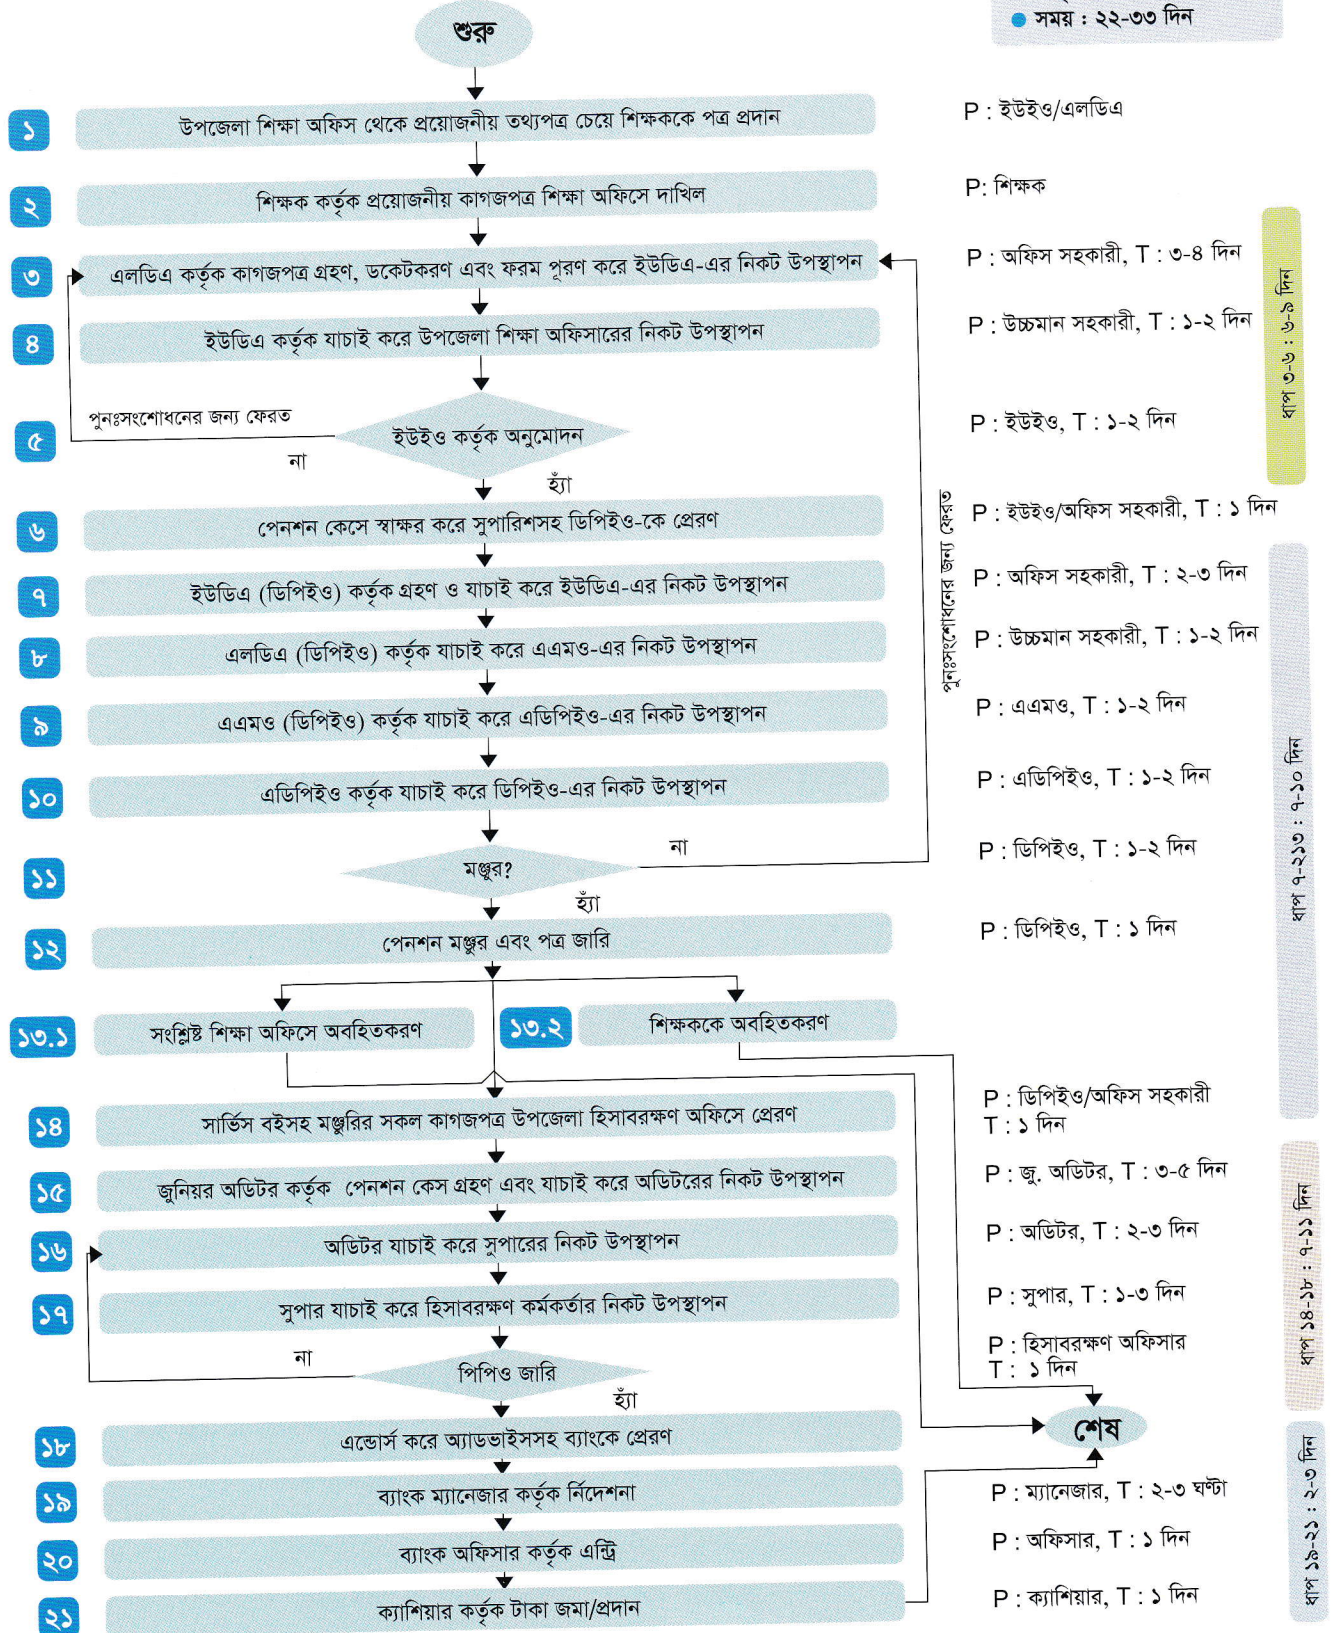 শুরু
● সময় : ২২-৩৩ দিন
১
উপজেলা শিক্ষা অফিস থেকে প্রয়োজনীয় তথ্যপত্র চেয়ে শিক্ষককে পত্র প্রদান
P : ইউইও/এলডিএ
২
শিক্ষক কর্তৃক প্রয়োজনীয় কাগজপত্র শিক্ষা অফিসে দাখিল
P: শিক্ষক
৩
এলডিএ কর্তৃক কাগজপত্র গ্রহণ, ডকেটকরণ এবং ফরম পূরণ করে ইউডিএ-এর নিকট উপস্থাপন
P : অফিস সহকারী, T : ৩-৪ দিন
৪
ইউডিএ কর্তৃক যাচাই করে উপজেলা শিক্ষা অফিসারের নিকট উপস্থাপন
P : উচ্চমান সহকারী, T : ১-২ দিন
ধাপ ৩-৬ : ৬-৯ দিন
পুনঃসংশোধনের জন্য ফেরত
৫
ইউইও কর্তৃক অনুমোদন
P : ইউইও, T : ১-২ দিন
না
হ্যাঁ
৬
পেনশন কেসে স্বাক্ষর করে সুপারিশসহ ডিপিইও-কে প্রেরণ
P : ইউইও/অফিস সহকারী, T : ১ দিন
পুনঃসংশোধনের জন্য ফেরত
৭
ইউডিএ (ডিপিইও) কর্তৃক গ্রহণ ও যাচাই করে ইউডিএ-এর নিকট উপস্থাপন
P : অফিস সহকারী, T : ২-৩ দিন
৮
এলডিএ (ডিপিইও) কর্তৃক যাচাই করে এএমও-এর নিকট উপস্থাপন
P : উচ্চমান সহকারী, T : ১-২ দিন
৯
এএমও (ডিপিইও) কর্তৃক যাচাই করে এডিপিইও-এর নিকট উপস্থাপন
P : এএমও, T : ১-২ দিন
১০
এডিপিইও কর্তৃক যাচাই করে ডিপিইও-এর নিকট উপস্থাপন
P : এডিপিইও, T : ১-২ দিন
ধাপ ৭-২১৩ : ৭-১০ দিন
১১
মঞ্জুর?
না
P : ডিপিইও, T : ১-২ দিন
হ্যাঁ
১২
পেনশন মঞ্জুর এবং পত্র জারি
P : ডিপিইও, T : ১ দিন
১৩.১
সংশ্লিষ্ট শিক্ষা অফিসে অবহিতকরণ
১৩.২
শিক্ষককে অবহিতকরণ
১৪
সার্ভিস বইসহ মঞ্জুরির সকল কাগজপত্র উপজেলা হিসাবরক্ষণ অফিসে প্রেরণ
P : ডিপিইও/অফিস সহকারী
T : ১ দিন
১৫
জুনিয়র অডিটর কর্তৃক পেনশন কেস গ্রহণ এবং যাচাই করে অডিটরের নিকট উপস্থাপন
P : জু. অডিটর, T : ৩-৫ দিন
১৬
অডিটর যাচাই করে সুপারের নিকট উপস্থাপন
P : অডিটর, T : ২-৩ দিন
ধাপ ১৪-১৮ : ৭-১১ দিন
১৭
সুপার যাচাই করে হিসাবরক্ষণ কর্মকর্তার নিকট উপস্থাপন
P : সুপার, T : ১-৩ দিন
না
পিপিও জারি
P : হিসাবরক্ষণ অফিসার
T : ১ দিন
হ্যাঁ
শেষ
১৮
এন্ডোর্স করে অ্যাডভাইসসহ ব্যাংকে প্রেরণ
১৯
ব্যাংক ম্যানেজার কর্তৃক নির্দেশনা
P : ম্যানেজার, T : ২-৩ ঘণ্টা
২০
ব্যাংক অফিসার কর্তৃক এন্ট্রি
P : অফিসার, T : ১ দিন
ধাপ ১৯-২১ : ২-৩ দিন
২১
ক্যাশিয়ার কর্তৃক টাকা জমা/প্রদান
P : ক্যাশিয়ার, T : ১ দিন